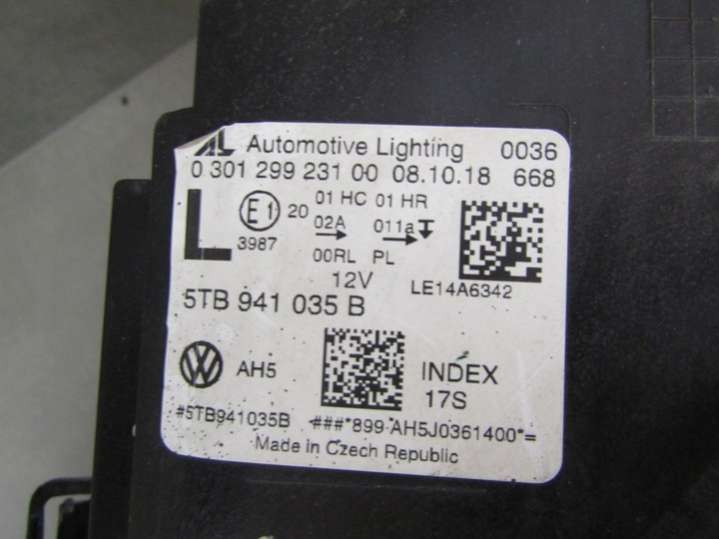 AL Automotive Lighting 0036
0 301 299 231 00 08.10.18 668
L E1 20 01 HC 01 HR
3987 02A 011a
00RL PL
12V LE14A6342
5TB 941 035 B
VW AH5 INDEX
17S
#5TB941035B ###*899 AH5J0361400*=
Made in Czech Republic